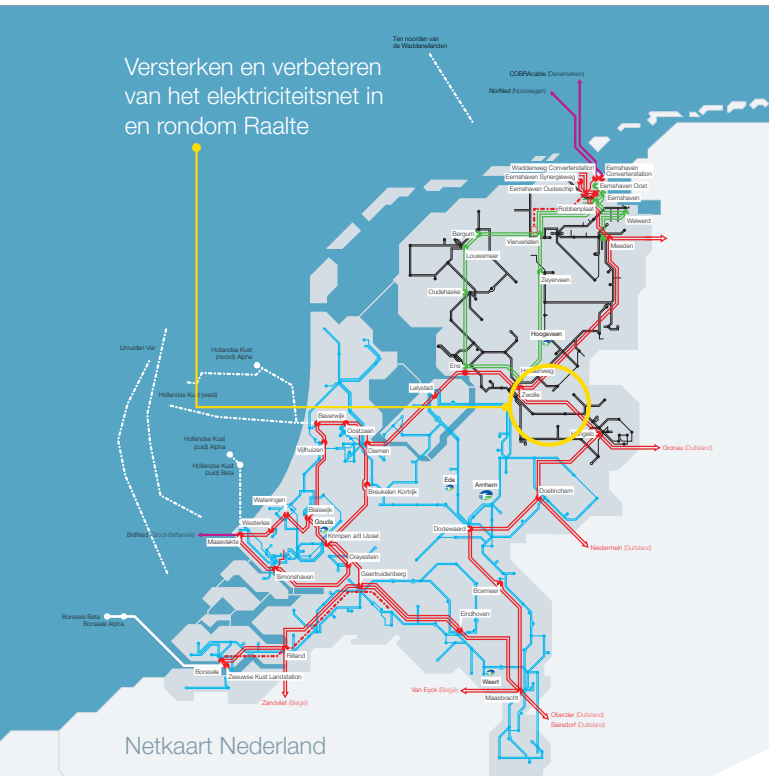 Ten noorden van
de Waddeneilanden
Versterken en verbeteren
van het elektriciteitsnet in
en rondom Raalte
COBRAcable (Denemarken)
NorNed (Noorwegen)
Waddenweg Converterstation
Eemshaven Synergieweg
Eemshaven Oudeschip
Eemshaven
Converterstation
Eemshaven Oost
Eemshaven
Robbenplaat
Weiwerd
Bergum
Vierverlaten
Meeden
Louwsmeer
Zeyerveen
Oudehaske
Hoogeveen
IJmuiden Ver
Hollandse Kust
(noord) Alpha
Ens
Hessenweg
Lelystad
Zwolle
Hollandse Kust (west)
Beverwijk
Oostzaan
Hengelo
Hollandse Kust
(zuid) Alpha
Vijfhuizen
Diemen
Gronau (Duitsland)
Hollandse Kust
(zuid) Beta
Ede
Arnhem
Breukelen Kortrijk
Doetinchem
Wateringen
Bleiswijk
Gouda
Westerlee
BritNed (Groot-Brittannië)
Maasvlakte
Krimpen a/d IJssel
Dodewaard
Niederrhein (Duitsland)
Crayestein
Simonshaven
Geertruidenberg
Boxmeer
Borssele Beta
Borssele Alpha
Eindhoven
Rilland
Borssele
Zeeuwse Kust Landstation
Weert
Van Eyck (België)
Maasbracht
Zandvliet (België)
Oberzier (Duitsland)
Siersdorf (Duitsland)
Netkaart Nederland